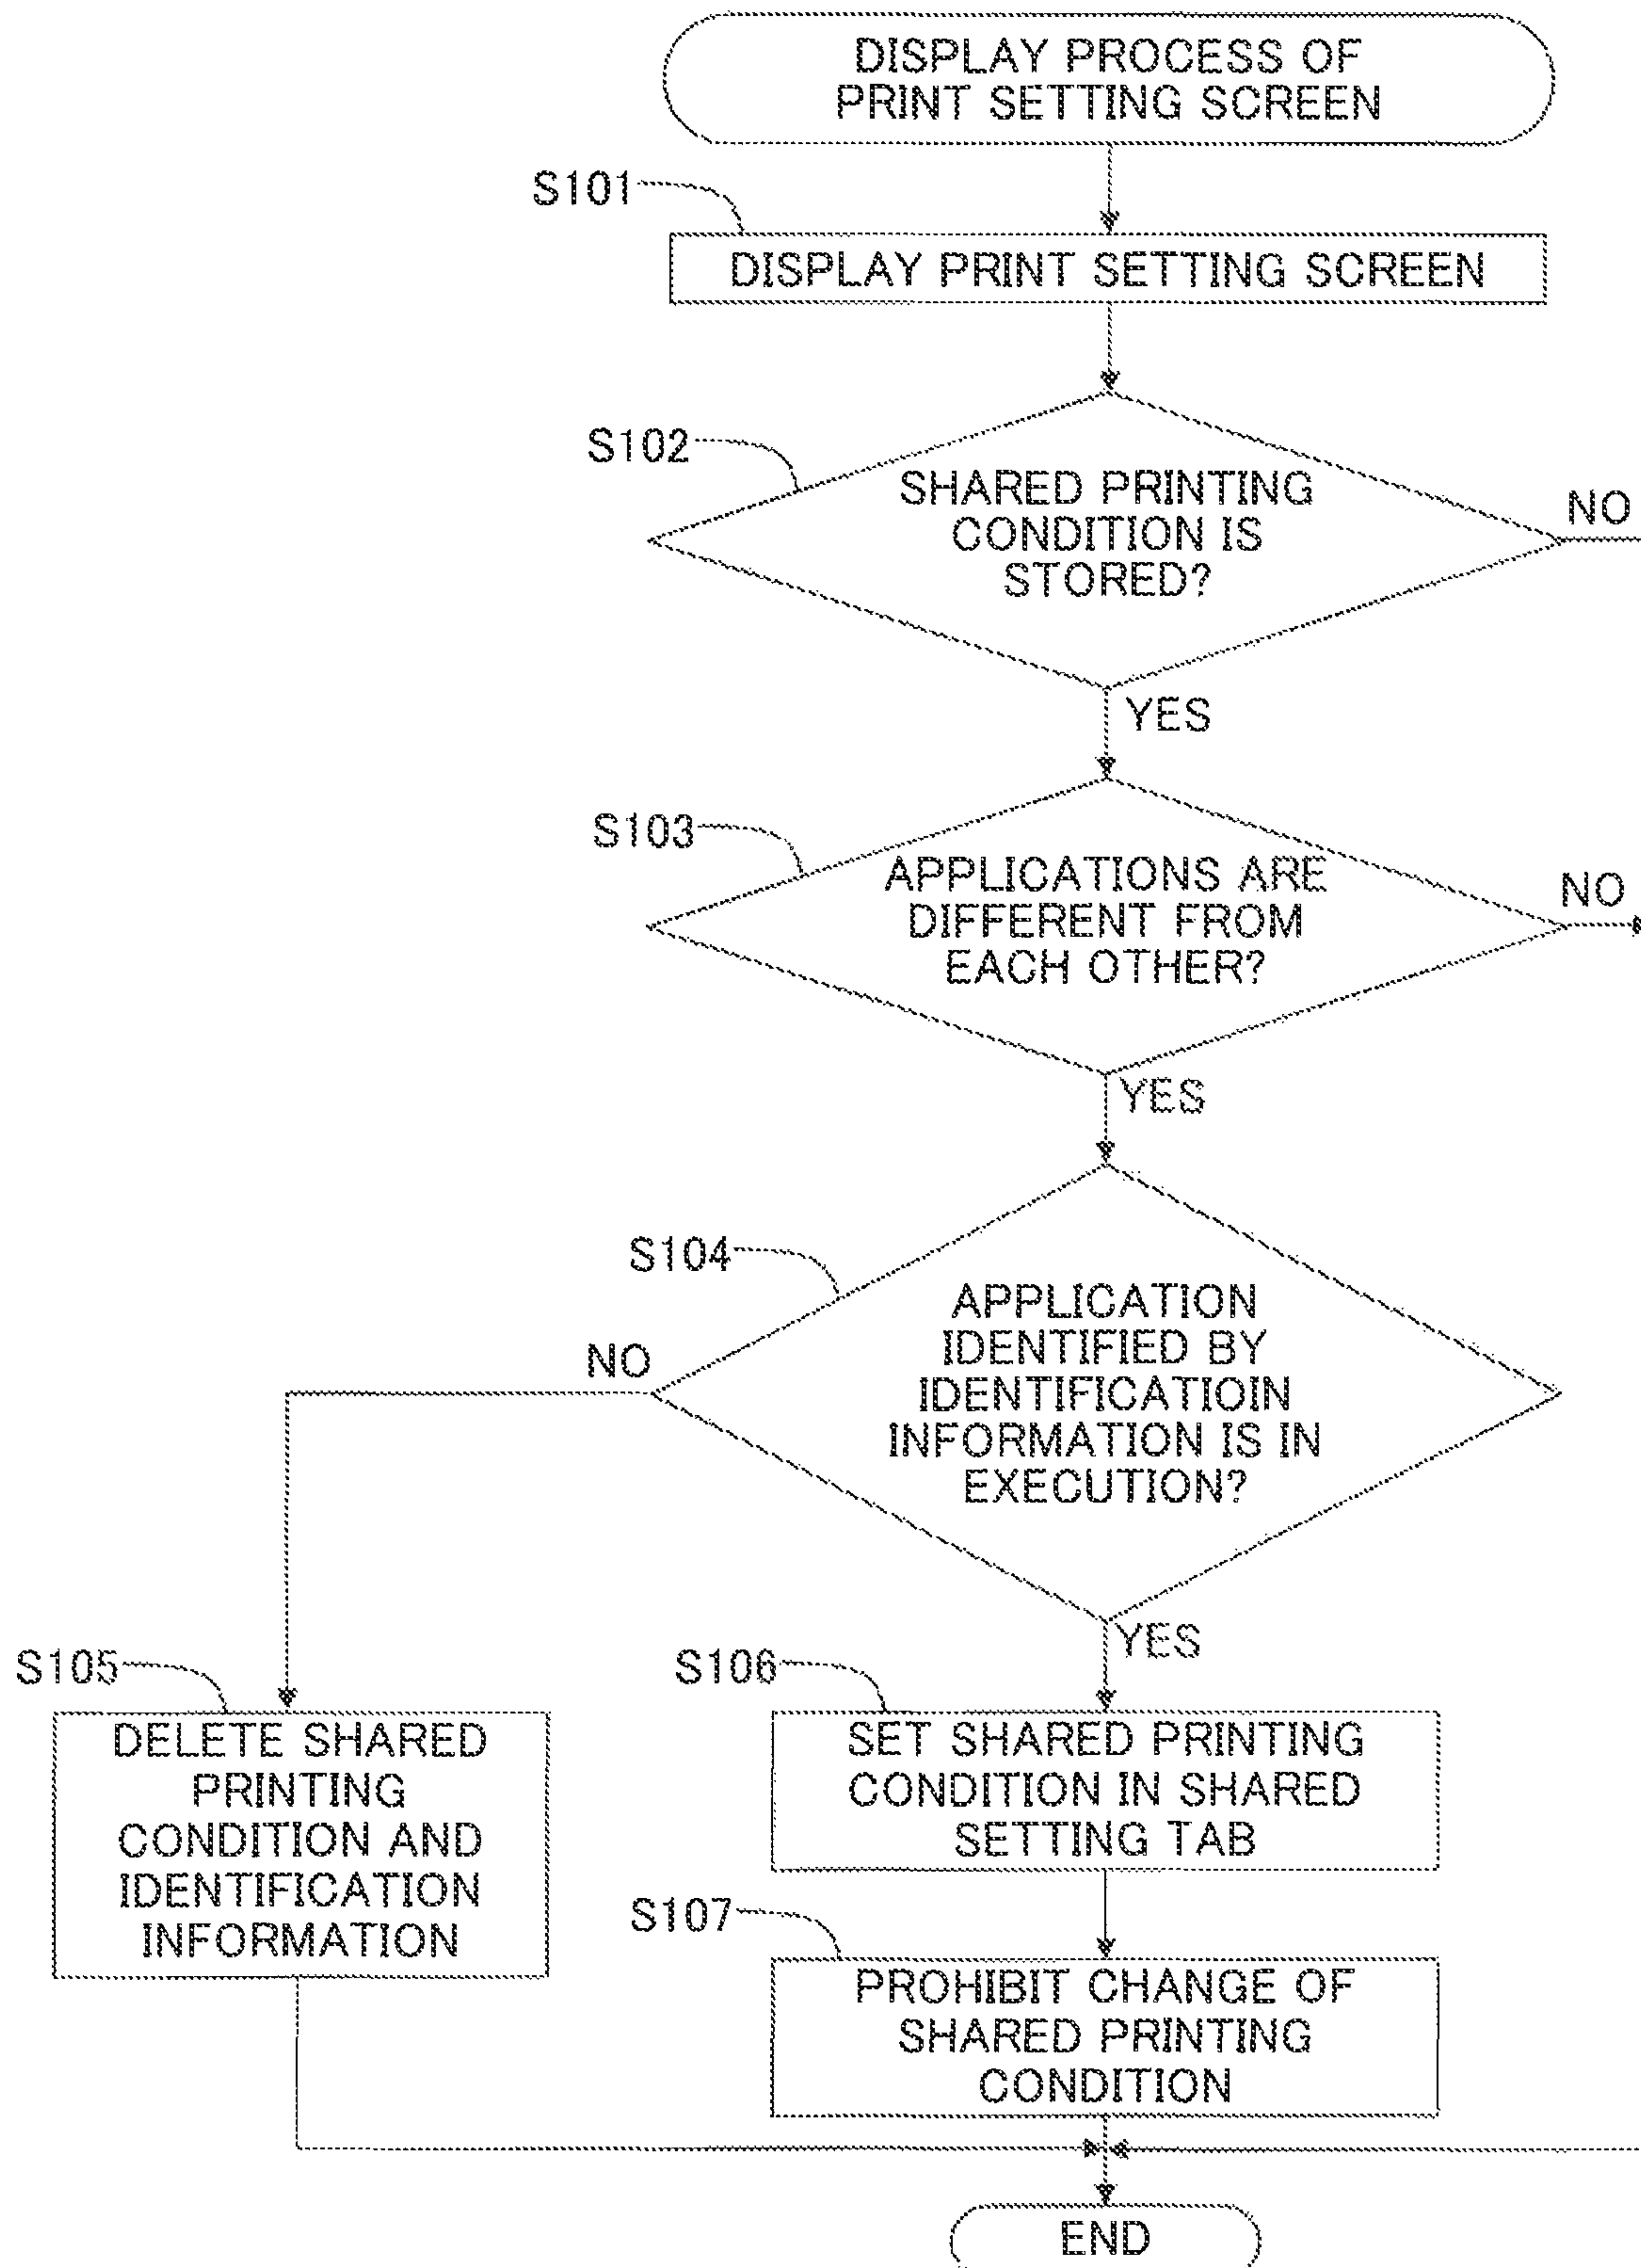 DISPLAY PROCESS OF
PRINT SETTING SCREEN
S101
DISPLAY PRINT SETTING SCREEN
S102
SHARED PRINTING
CONDITION IS
STORED?
NO
YES
S103
APPLICATIONS ARE
DIFFERENT FROM
EACH OTHER?
NO
YES
S104
APPLICATION
IDENTIFIED BY
IDENTIFICATIOIN
INFORMATION IS IN
EXECUTION?
NO
YES
S105
DELETE SHARED
PRINTING
CONDITION AND
IDENTIFICATION
INFORMATION
S106
SET SHARED PRINTING
CONDITION IN SHARED
SETTING TAB
S107
PROHIBIT CHANGE OF
SHARED PRINTING
CONDITION
END